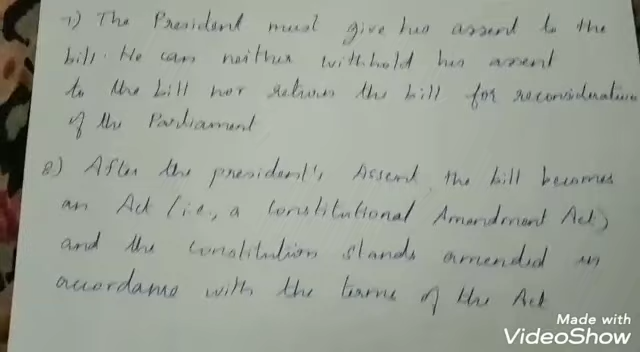 7) The President must give his assent to the
bill. He can neither withhold his assent
to the bill nor return the bill for reconsideration
of the Parliament
8) After the president's Assent, the bill becomes
an Act (i.e., a Constitutional Amendment Act)
and the constitution stands amended in
accordance with the terms of the Act
Made with
VideoShow